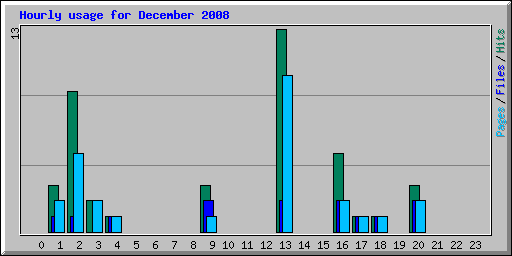 Hourly usage for December 2008
13
Pages/Files/Hits
0 1 2 3 4 5 6 7 8 9 10 11 12 13 14 15 16 17 18 19 20 21 22 23